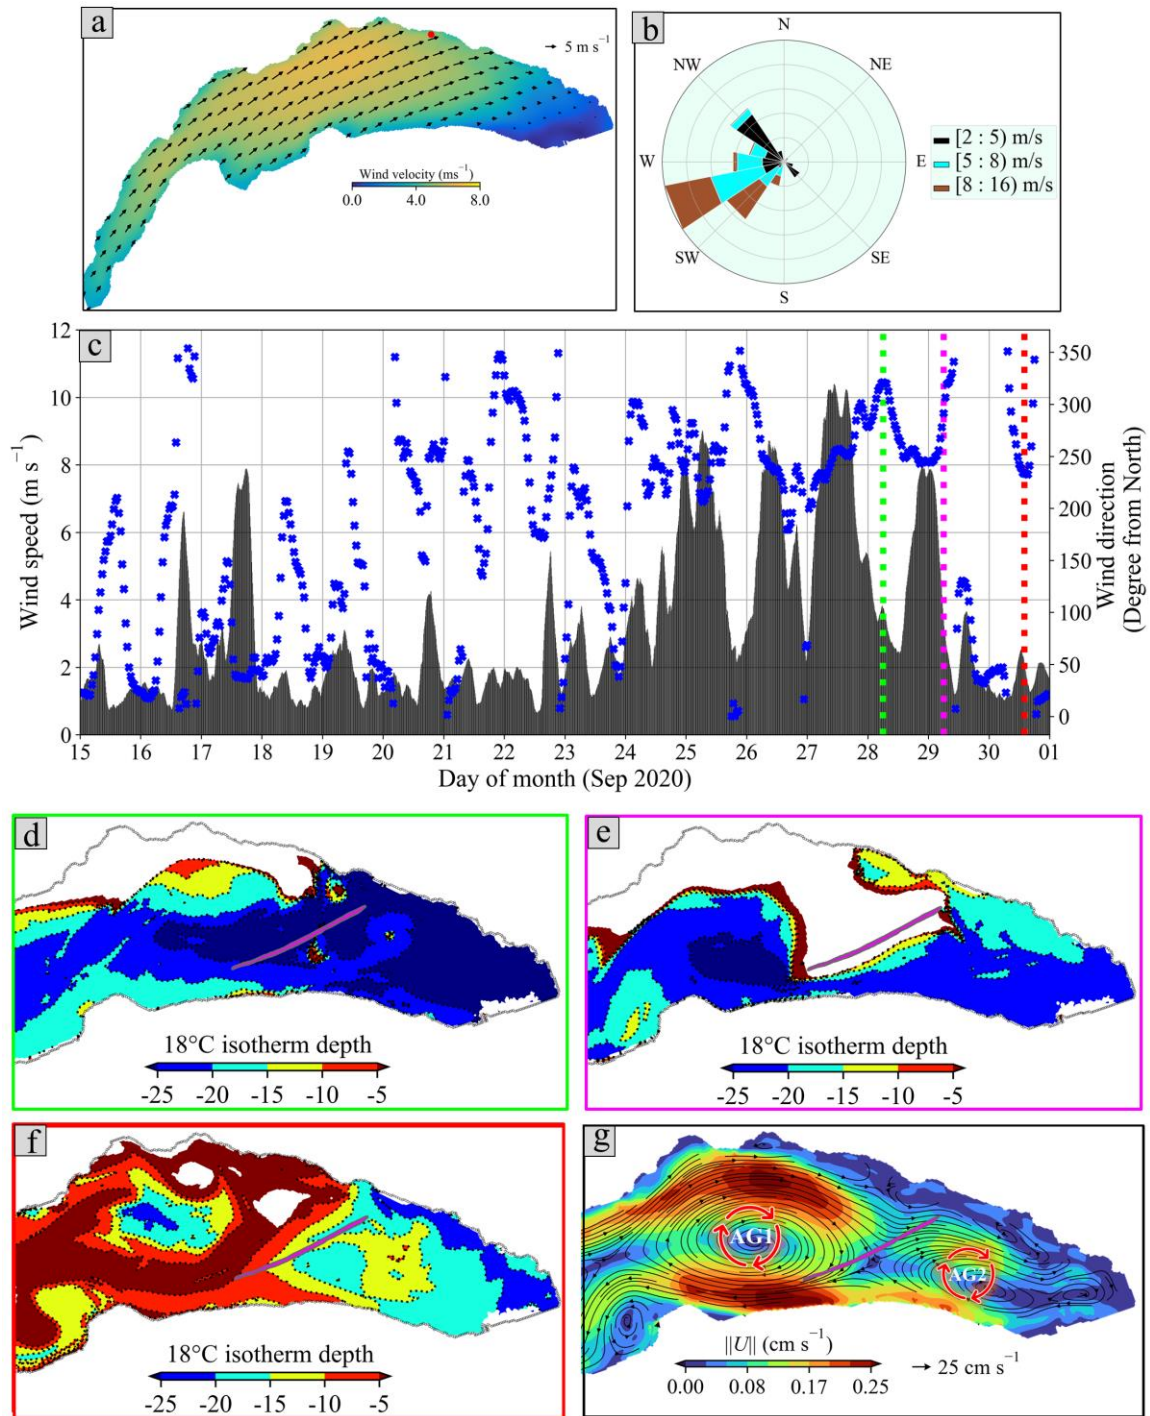 a
5 m s⁻¹
Wind velocity (ms⁻¹)
0.0 4.0 8.0
b
N
NW NE
W E
SW SE
S
[2 : 5) m/s
[5 : 8) m/s
[8 : 16) m/s
c
12
10
8
6
4
2
0
Wind speed (m s⁻¹)
350
300
250
200
150
100
50
0
Wind direction
(Degree from North)
15 16 17 18 19 20 21 22 23 24 25 26 27 28 29 30 01
Day of month (Sep 2020)
d
18°C isotherm depth
-25 -20 -15 -10 -5
e
18°C isotherm depth
-25 -20 -15 -10 -5
f
18°C isotherm depth
-25 -20 -15 -10 -5
g
AG1
AG2
||U|| (cm s⁻¹)
0.00 0.08 0.17 0.25
25 cm s⁻¹